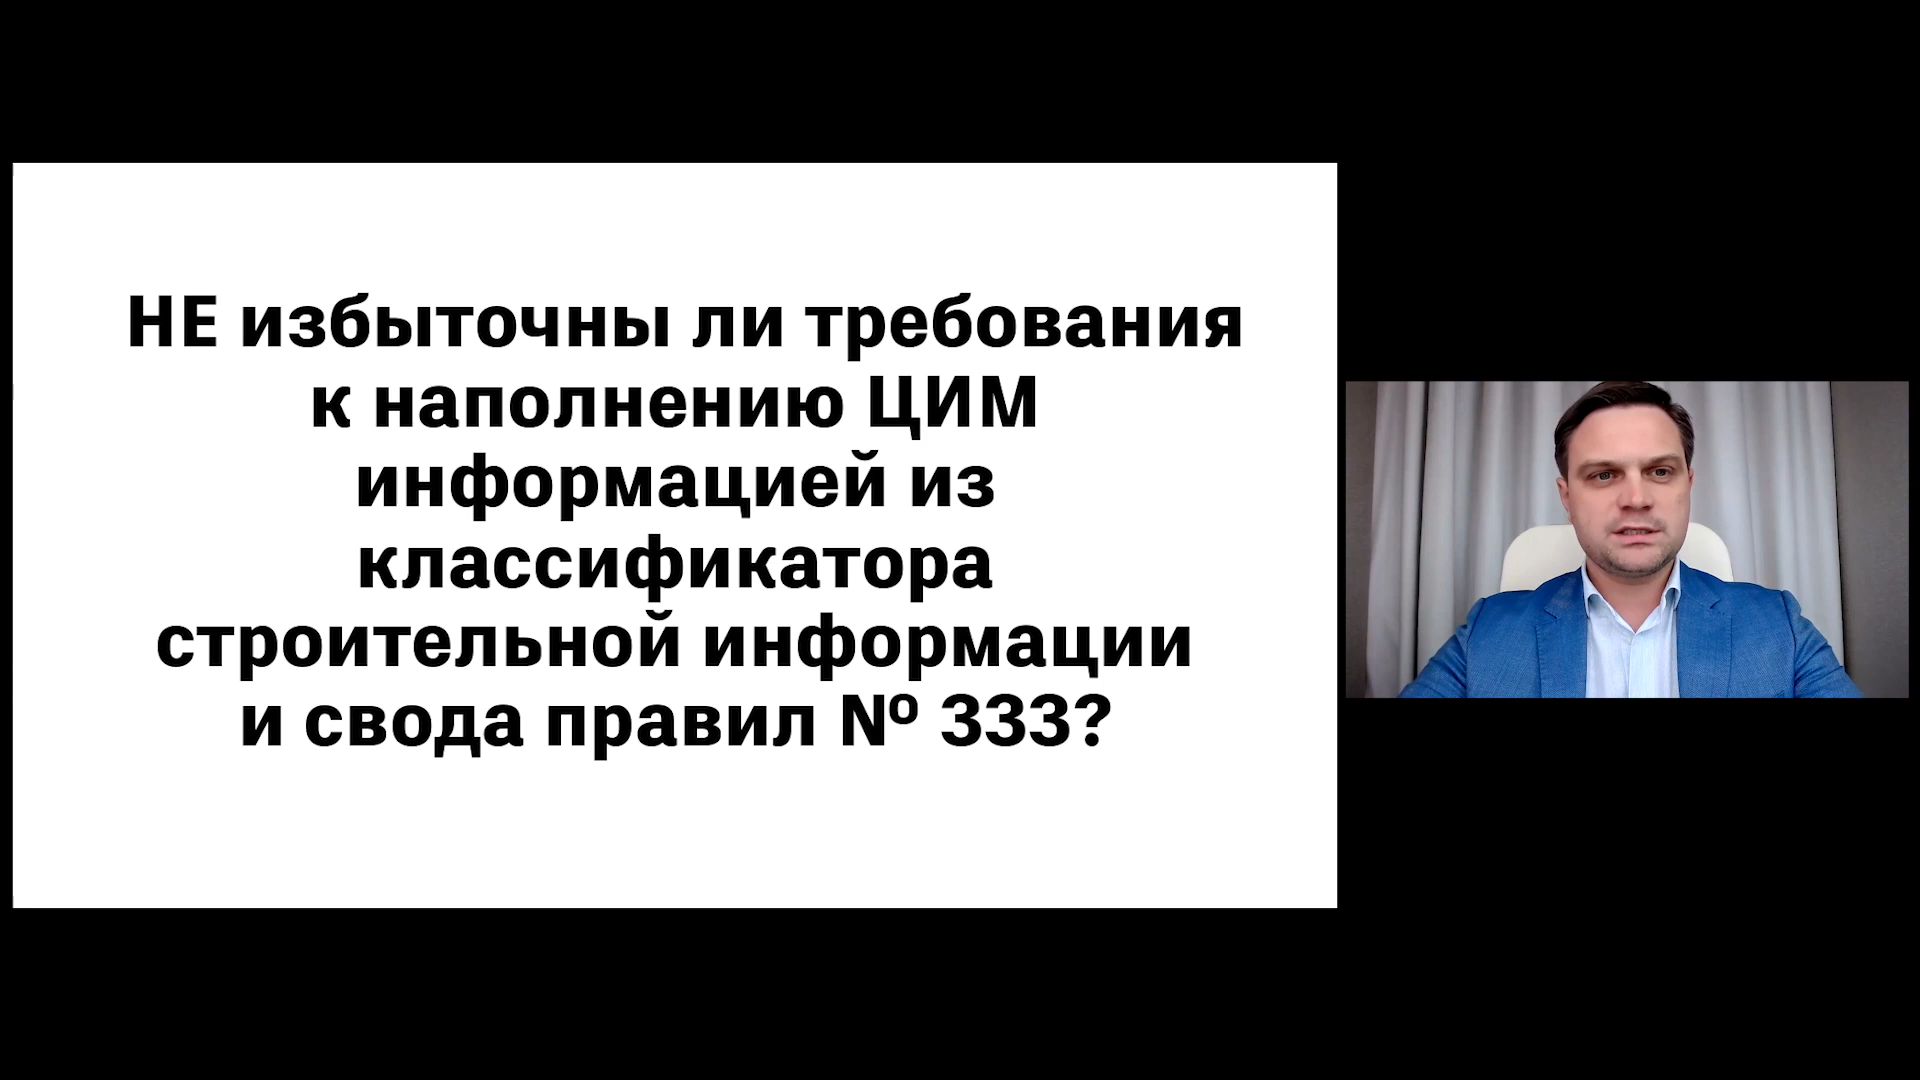 НЕ избыточны ли требования
к наполнению ЦИМ
информацией из
классификатора
строительной информации
и свода правил № 333?